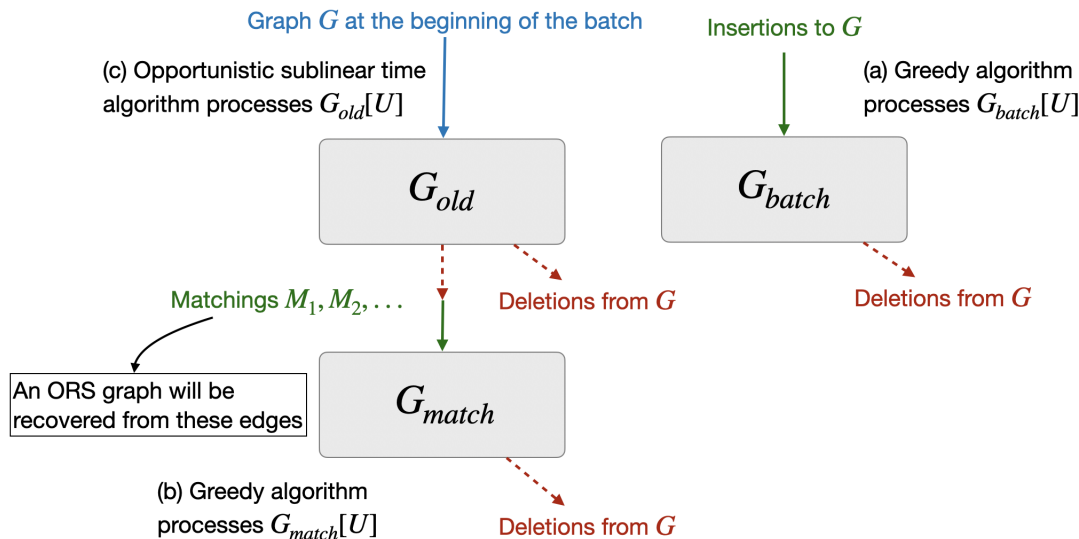 Graph G at the beginning of the batch
Insertions to G
(c) Opportunistic sublinear time
algorithm processes G_old[U]
(a) Greedy algorithm
processes G_batch[U]
G_old
G_batch
Matchings M_1, M_2, . . .
Deletions from G
Deletions from G
An ORS graph will be
recovered from these edges
G_match
(b) Greedy algorithm
processes G_match[U]
Deletions from G